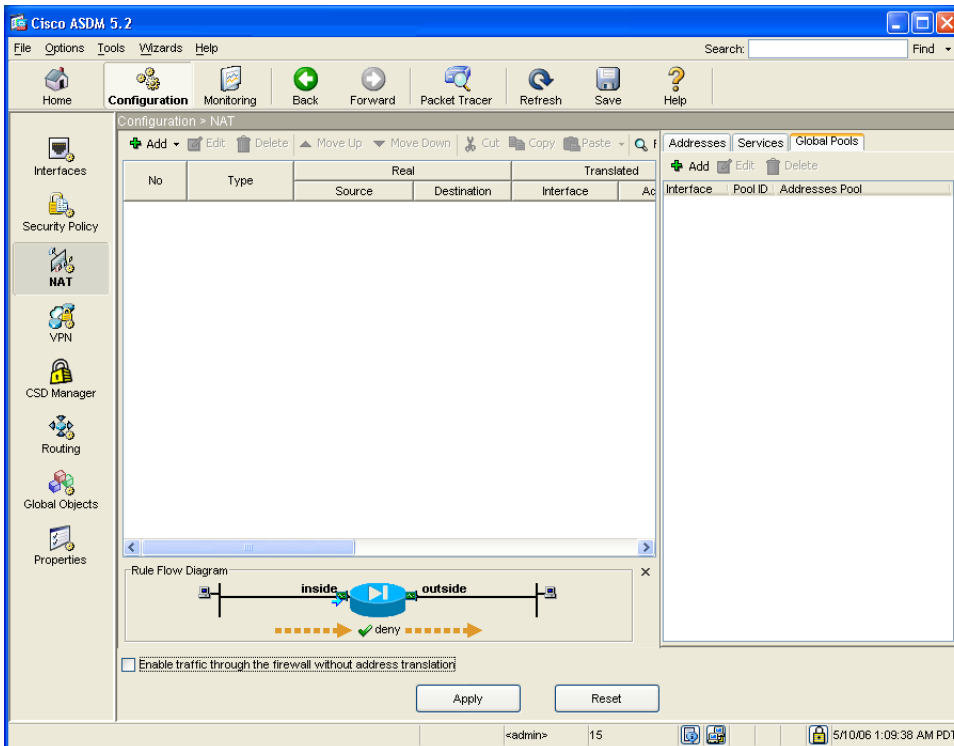 Cisco ASDM 5.2
File Options Tools Wizards Help Search: Find
Home Configuration Monitoring Back Forward Packet Tracer Refresh Save Help
Configuration > NAT
Interfaces
Security Policy
NAT
VPN
CSD Manager
Routing
Global Objects
Properties
Add Edit Delete Move Up Move Down Cut Copy Paste
No Type Real Translated
Source Destination Interface
Rule Flow Diagram
inside outside
deny
Enable traffic through the firewall without address translation
Apply Reset
Addresses Services Global Pools
Add Edit Delete
Interface Pool ID Addresses Pool
<admin> 15 5/10/06 1:09:38 AM PDT